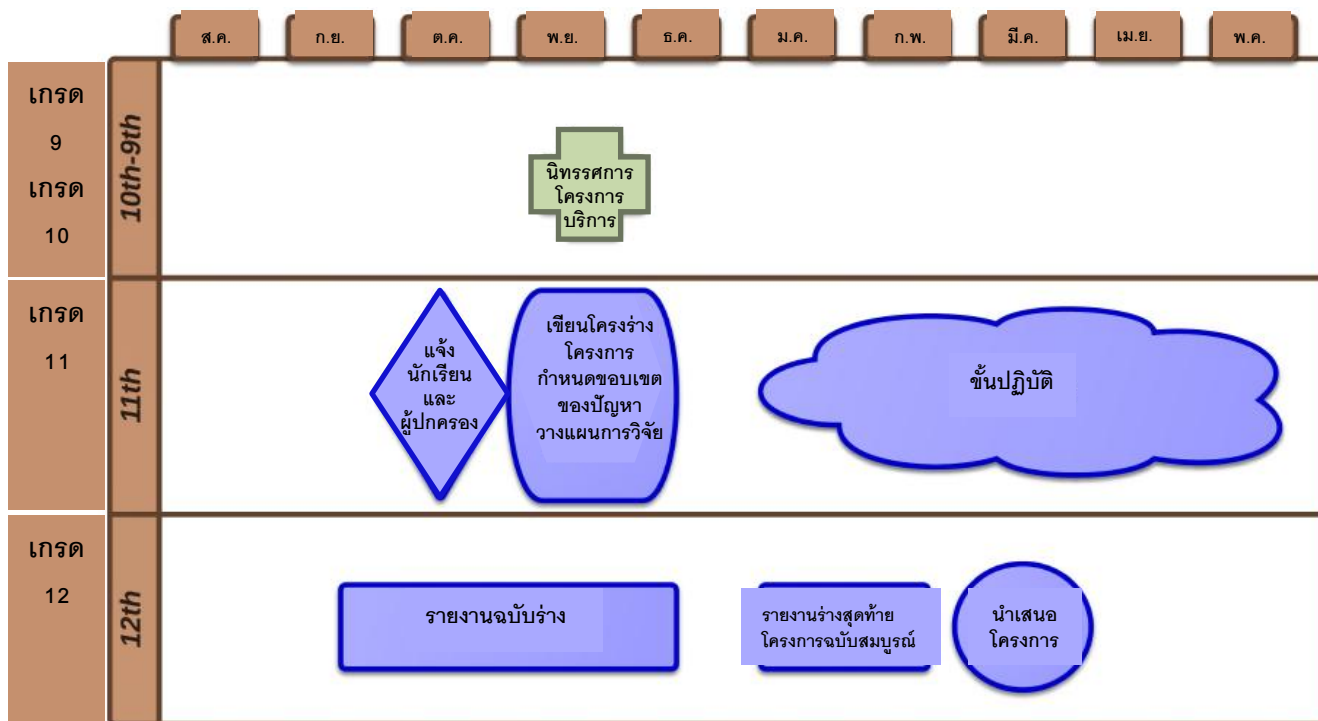 ส.ค.
ก.ย.
ต.ค.
พ.ย.
ธ.ค.
ม.ค.
ก.พ.
มี.ค.
เม.ย.
พ.ค.
เกรด
9
เกรด
10
10th-9th
นิทรรศการ
โครงการ
บริการ
เกรด
11
11th
แจ้ง
นักเรียน
และ
ผู้ปกครอง
เขียนโครงร่าง
โครงการ
กำหนดขอบเขต
ของปัญหา
วางแผนการวิจัย
ขั้นปฏิบัติ
เกรด
12
12th
รายงานฉบับร่าง
รายงานร่างสุดท้าย
โครงการฉบับสมบูรณ์
นำเสนอ
โครงการ